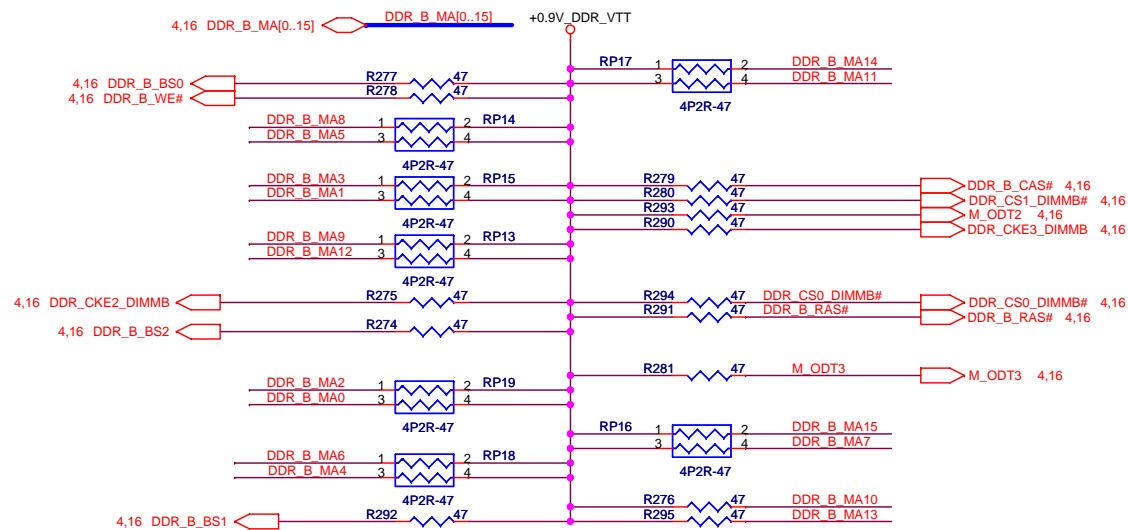 4,16 DDR_B_MA[0..15] DDR_B_MA[0..15] +0.9V_DDR_VTT
RP17 1 2 DDR_B_MA14
3 4 DDR_B_MA11
4P2R-47
4,16 DDR_B_BS0 R277 47
4,16 DDR_B_WE# R278 47
DDR_B_MA8 1 2 RP14
DDR_B_MA5 3 4
4P2R-47
DDR_B_MA3 1 2 RP15
DDR_B_MA1 3 4
4P2R-47
R279 47 DDR_B_CAS# 4,16
R280 47 DDR_CS1_DIMMB# 4,16
R293 47 M_ODT2 4,16
R290 47 DDR_CKE3_DIMMB 4,16
DDR_B_MA9 1 2 RP13
DDR_B_MA12 3 4
4P2R-47
4,16 DDR_CKE2_DIMMB R275 47
R294 47 DDR_CS0_DIMMB# DDR_CS0_DIMMB# 4,16
R291 47 DDR_B_RAS# DDR_B_RAS# 4,16
4,16 DDR_B_BS2 R274 47
R281 47 M_ODT3 M_ODT3 4,16
DDR_B_MA2 1 2 RP19
DDR_B_MA0 3 4
4P2R-47
RP16 1 2 DDR_B_MA15
3 4 DDR_B_MA7
4P2R-47
DDR_B_MA6 1 2 RP18
DDR_B_MA4 3 4
4P2R-47
R276 47 DDR_B_MA10
4,16 DDR_B_BS1 R292 47
R295 47 DDR_B_MA13